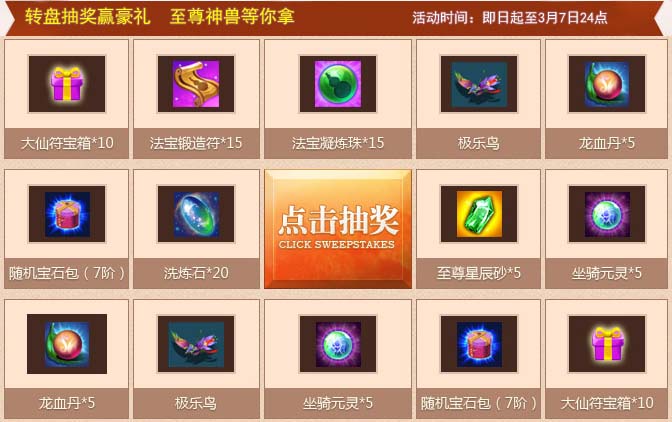 转盘抽奖赢豪礼 至尊神兽等你拿
活动时间：即日起至3月7日24点
大仙符宝箱*10
法宝锻造符*15
法宝凝炼珠*15
极乐鸟
龙血丹*5
随机宝石包（7阶）
洗炼石*20
点击抽奖
CLICK SWEEPSTAKES
至尊星辰砂*5
坐骑元灵*5
龙血丹*5
极乐鸟
坐骑元灵*5
随机宝石包（7阶）
大仙符宝箱*10